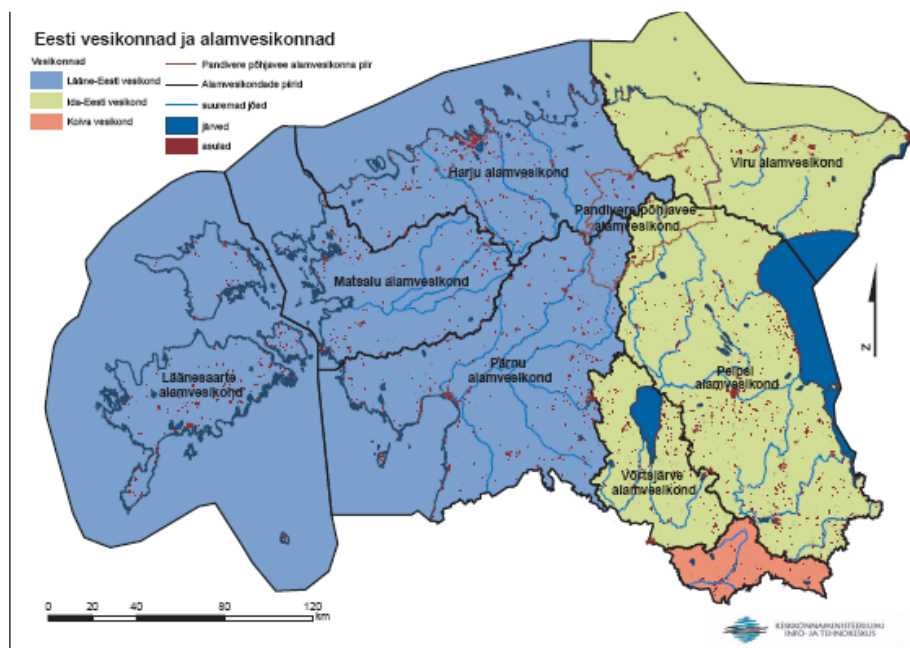 Eesti vesikonnad ja alamvesikonnad
Vesikonnad
Lääne-Eesti vesikond
Ida-Eesti vesikond
Koiva vesikond
Pandivere põhjavee alamvesikonna piir
Alamvesikondade piirid
suuremad jõed
järved
asulad
Harju alamvesikond
Viru alamvesikond
Pandivere põhjavee
alamvesikond
Matsalu alamvesikond
Läänesaarte
alamvesikond
Pärnu
alamvesikond
Peipsi
alamvesikond
Võrtsjärve
alamvesikond
N
0 20 40 80 120
km
KESKKONNAMINISTEERIUMI
INFO- JA TEHNOKESKUS